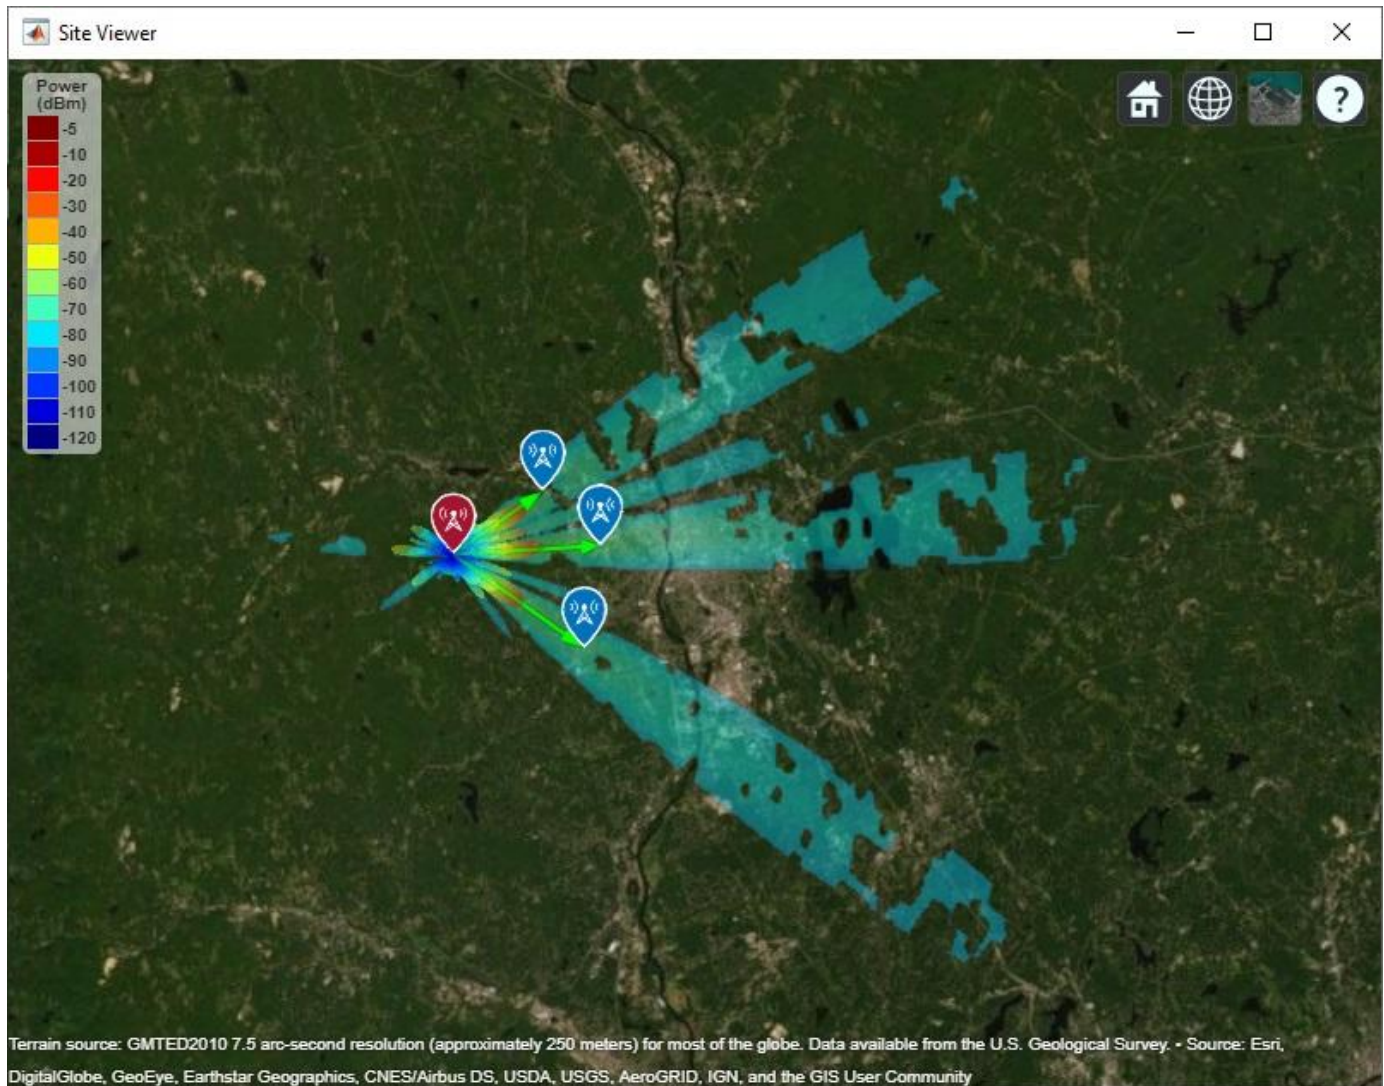 Site Viewer
Power
(dBm)
-5
-10
-20
-30
-40
-50
-60
-70
-80
-90
-100
-110
-120
?
Terrain source: GMTED2010 7.5 arc-second resolution (approximately 250 meters) for most of the globe. Data available from the U.S. Geological Survey. • Source: Esri,
DigitalGlobe, GeoEye, Earthstar Geographics, CNES/Airbus DS, USDA, USGS, AeroGRID, IGN, and the GIS User Community